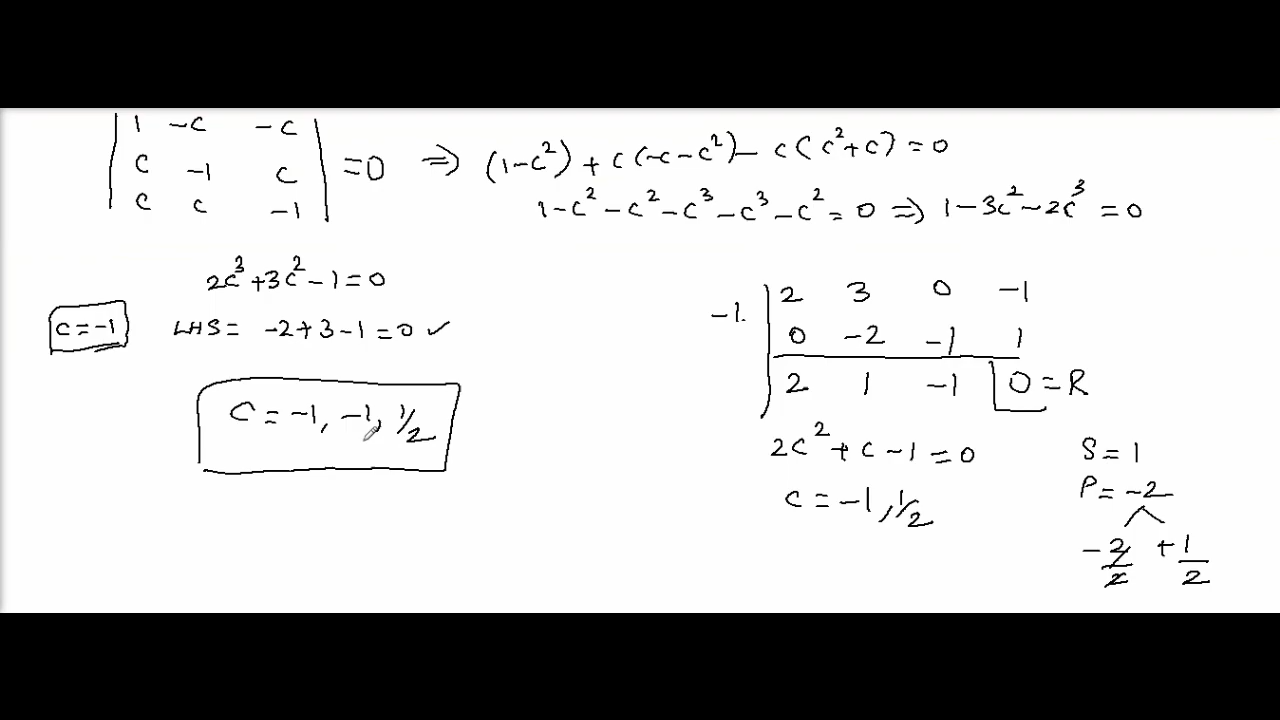 | 1 -c -c |
| c -1 c | = 0 ⇒ (1-c²) + c(-c-c²) - c(c²+c) = 0
| c c -1 |
1-c²-c²-c³-c³-c² = 0 ⇒ 1-3c²-2c³ = 0
2c³+3c²-1=0
c=-1 LHS = -2+3-1=0 ✓
C = -1, -1, 1/2
-1. | 2 3 0 -1
0 -2 -1 1
2 1 -1 0 = R
2c²+c-1=0
c = -1, 1/2
S = 1
P = -2
-2/2 +1/2